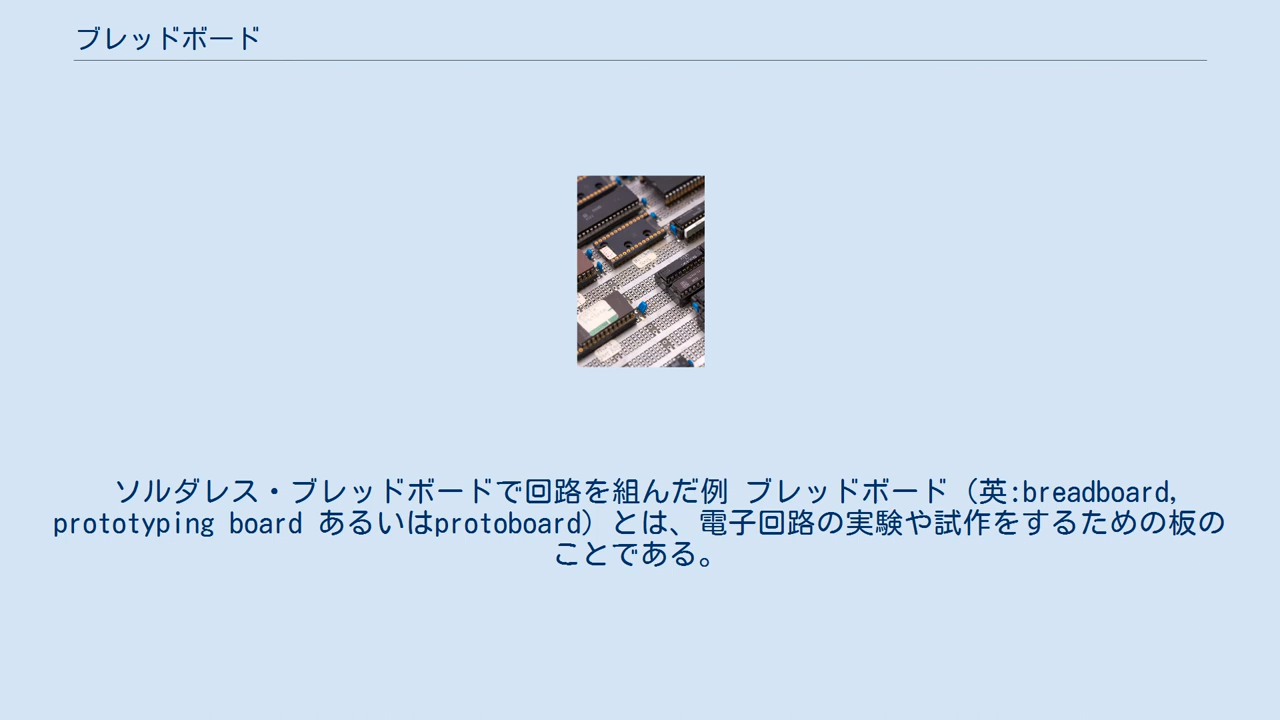 ブレッドボード
ソルダレス・ブレッドボードで回路を組んだ例 ブレッドボード（英:breadboard,
prototyping board あるいはprotoboard）とは、電子回路の実験や試作をするための板の
ことである。